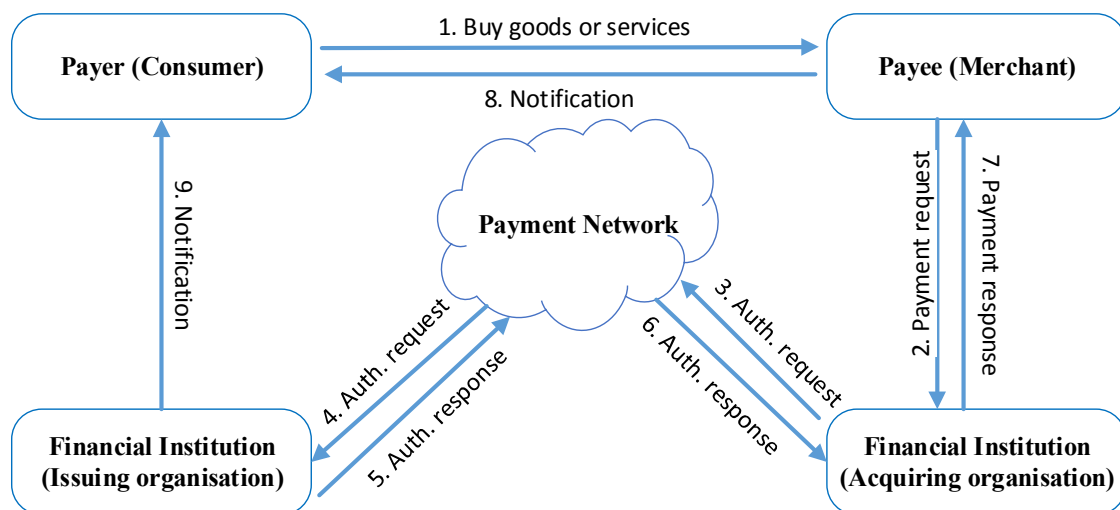 1. Buy goods or services
Payer (Consumer)
Payee (Merchant)
8. Notification
9. Notification
Payment Network
2. Payment request
7. Payment response
3. Auth. request
4. Auth. request
6. Auth. response
5. Auth. response
Financial Institution
(Issuing organisation)
Financial Institution
(Acquiring organisation)